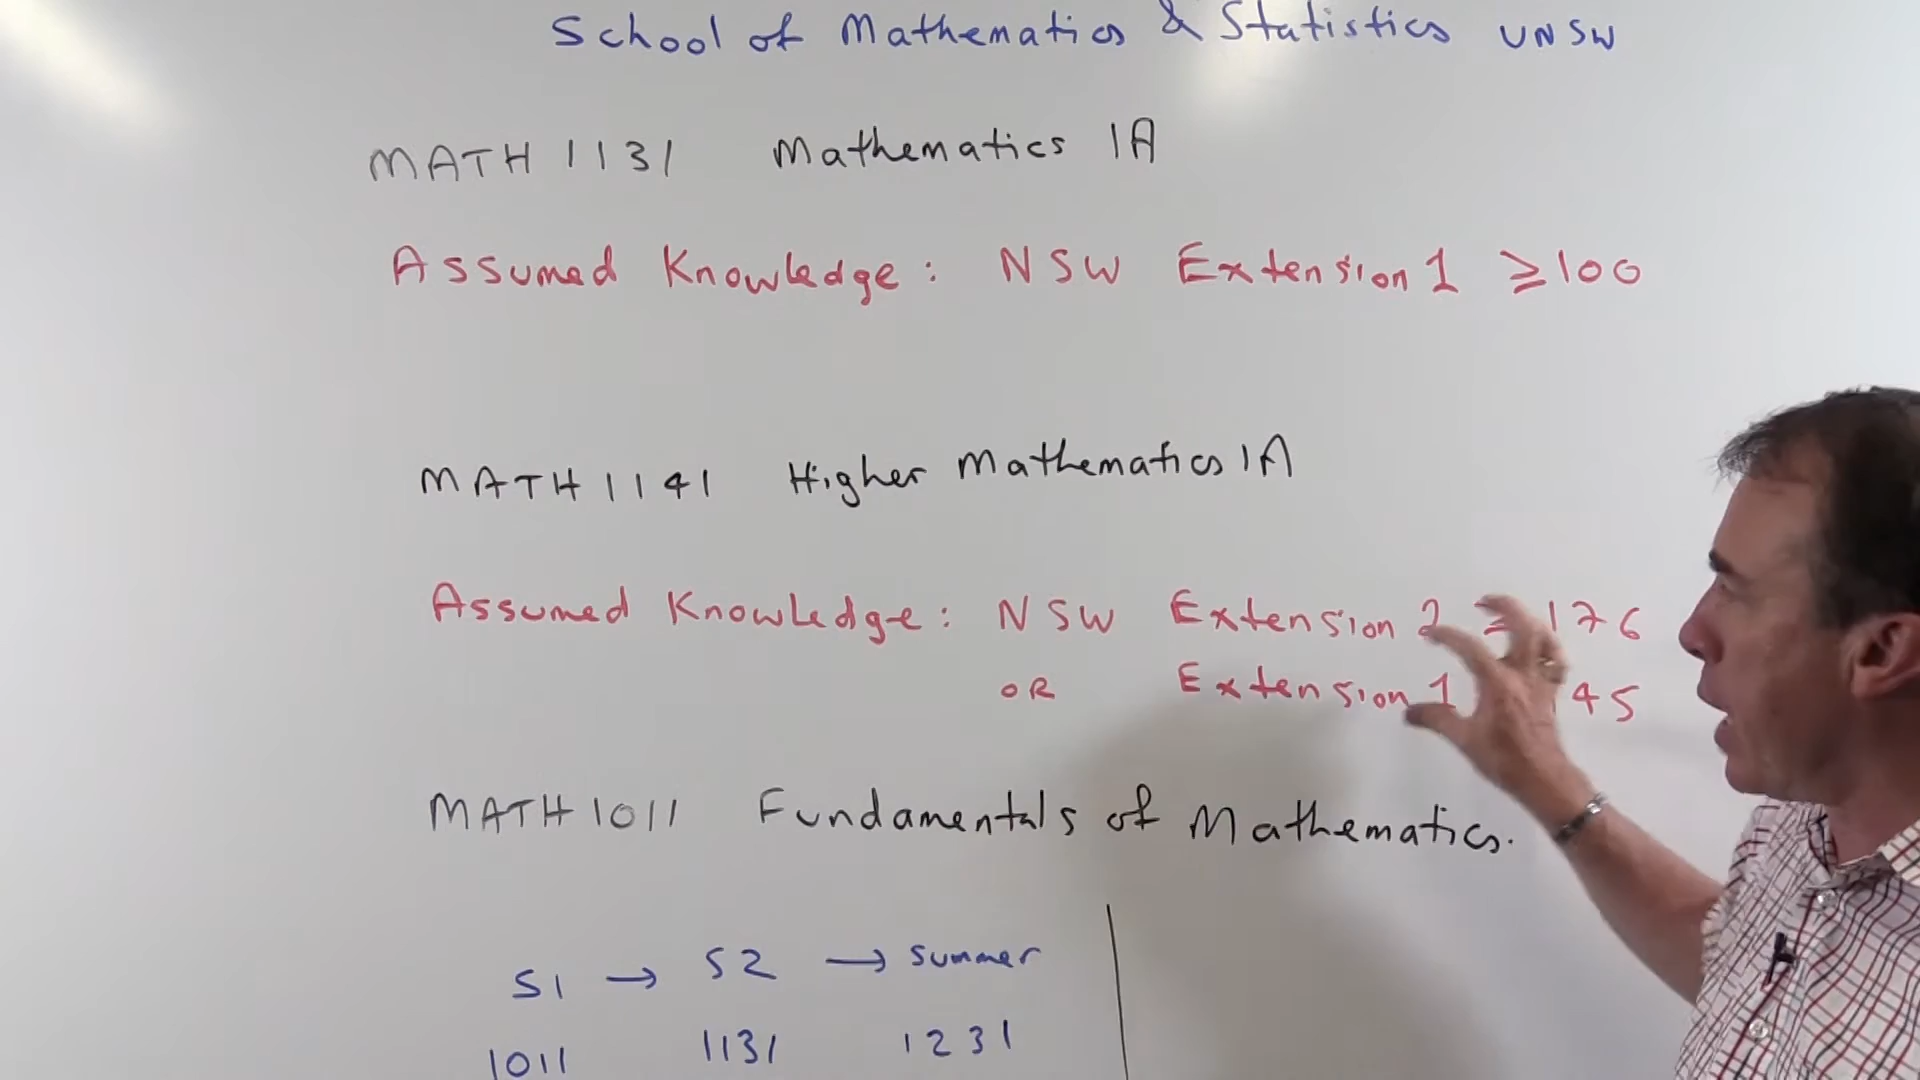 School of Mathematics & Statistics UNSW
MATH 1131 Mathematics 1A
Assumed Knowledge: NSW Extension 1 ≥100
MATH 1141 Higher Mathematics 1A
Assumed Knowledge: NSW Extension 2 ≥ 176
OR Extension 1 45
MATH 1011 Fundamentals of Mathematics.
S1 → S2 → Summer
1011 1131 1231